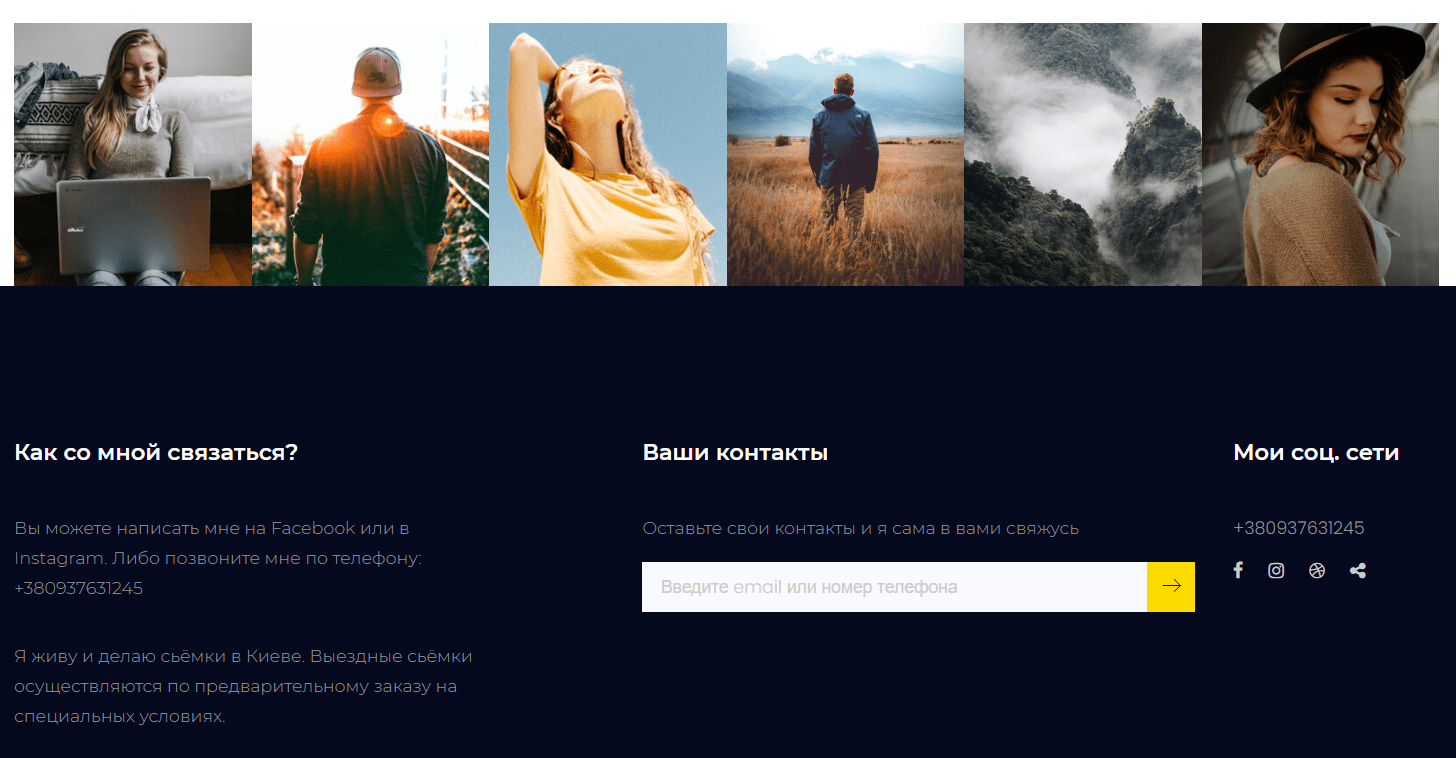 Как со мной связаться?
Вы можете написать мне на Facebook или в
Instagram. Либо позвоните мне по телефону:
+380937631245
Я живу и делаю сьёмки в Киеве. Выездные сьёмки
осуществляются по предварительному заказу на
специальных условиях.
Ваши контакты
Оставьте свои контакты и я сама в вами свяжусь
Введите email или номер телефона
Мои соц. сети
+380937631245